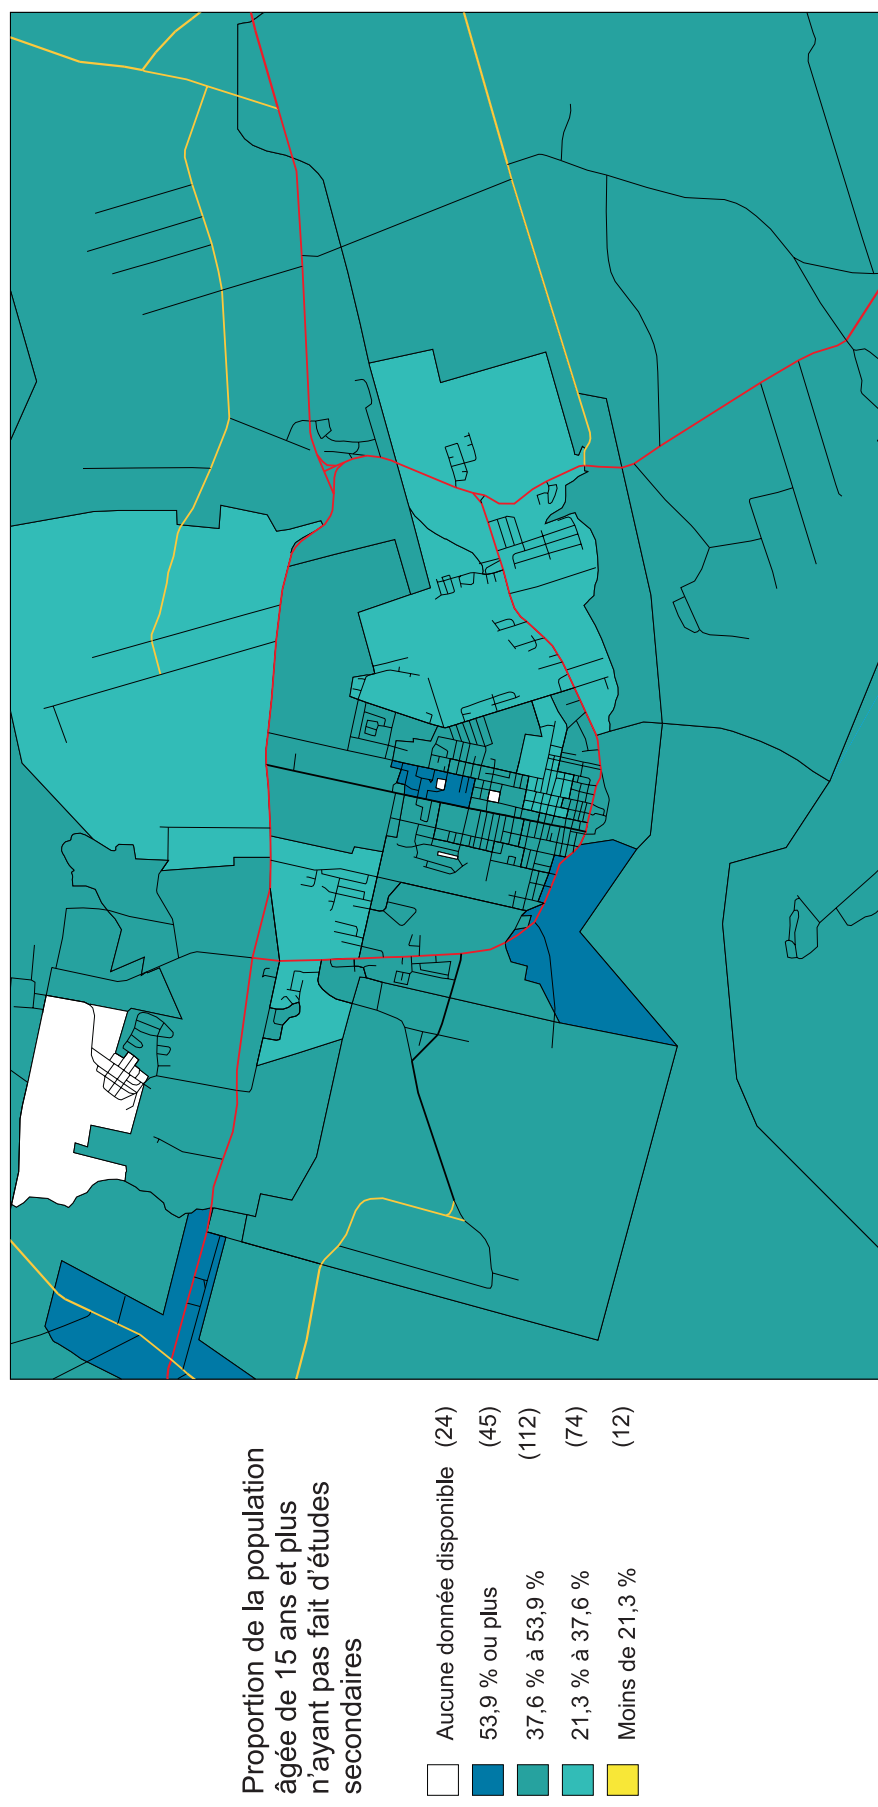 Proportion de la population
âgée de 15 ans et plus
n'ayant pas fait d'études
secondaires
Aucune donnée disponible (24)
53,9 % ou plus (45)
37,6 % à 53,9 % (112)
21,3 % à 37,6 % (74)
Moins de 21,3 % (12)